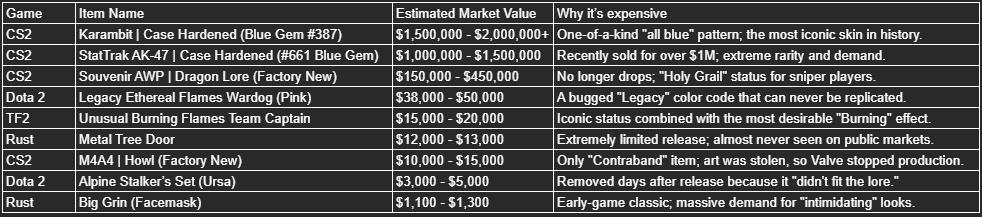 Game Item Name Estimated Market Value Why it's expensive
CS2 Karambit | Case Hardened (Blue Gem #387) $1,500,000 - $2,000,000+ One-of-a-kind "all blue" pattern; the most iconic skin in history.
CS2 StatTrak AK-47 | Case Hardened (#661 Blue Gem) $1,000,000 - $1,500,000 Recently sold for over $1M; extreme rarity and demand.
CS2 Souvenir AWP | Dragon Lore (Factory New) $150,000 - $450,000 No longer drops; "Holy Grail" status for sniper players.
Dota 2 Legacy Ethereal Flames Wardog (Pink) $38,000 - $50,000 A bugged "Legacy" color code that can never be replicated.
TF2 Unusual Burning Flames Team Captain $15,000 - $20,000 Iconic status combined with the most desirable "Burning" effect.
Rust Metal Tree Door $12,000 - $13,000 Extremely limited release; almost never seen on public markets.
CS2 M4A4 | Howl (Factory New) $10,000 - $15,000 Only "Contraband" item; art was stolen, so Valve stopped production.
Dota 2 Alpine Stalker's Set (Ursa) $3,000 - $5,000 Removed days after release because it "didn't fit the lore."
Rust Big Grin (Facemask) $1,100 - $1,300 Early-game classic; massive demand for "intimidating" looks.